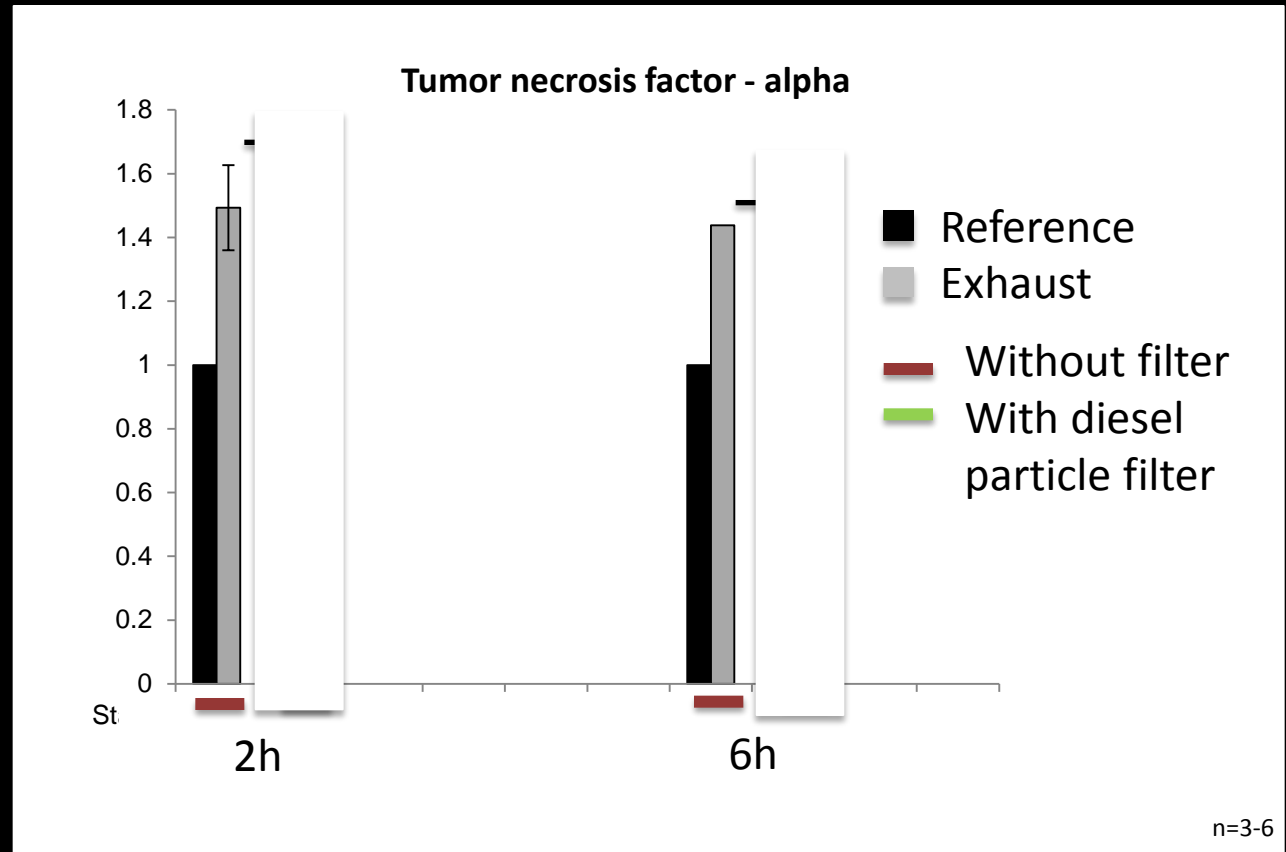 Tumor necrosis factor - alpha
1.8
1.6
1.4
1.2
1
0.8
0.6
0.4
0.2
0
2h
6h
Reference
Exhaust
Without filter
With diesel
particle filter
n=3-6